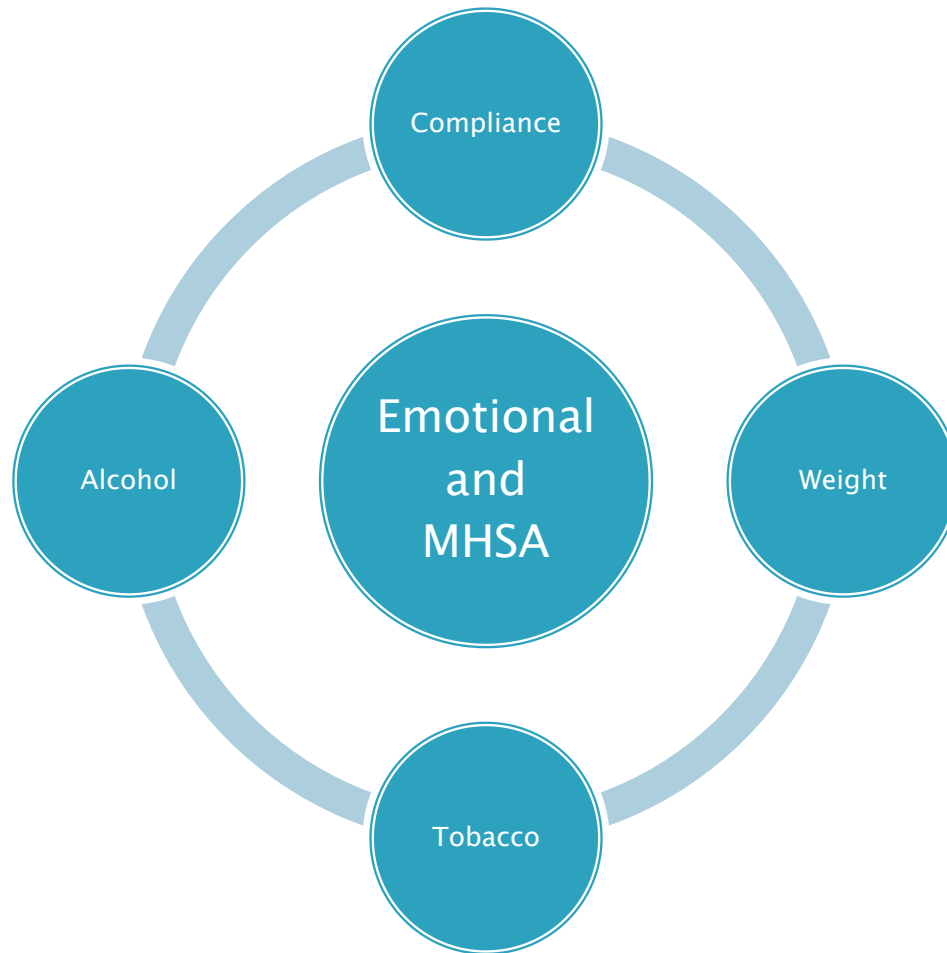 Compliance
Emotional
and
MHSA
Alcohol
Weight
Tobacco